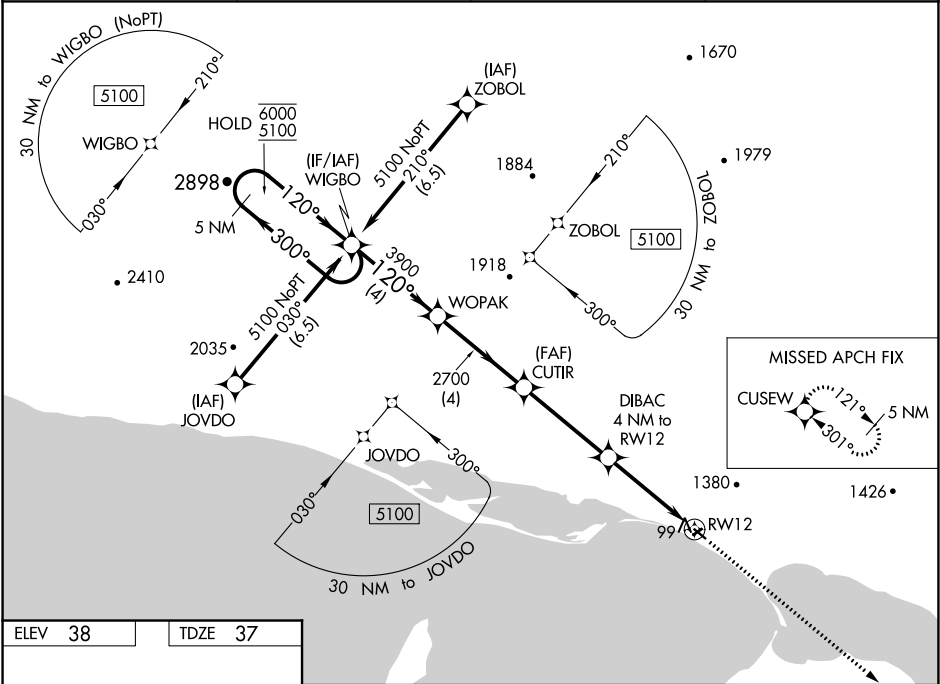 30 NM to WIGBO (NoPT)
210°
5100
WIGBO
030°
HOLD
6000
5100
(IF/IAF)
WIGBO
(IAF)
ZOBOL
5100 NoPT
210°
(6.5)
1670
1884
1979
2898
120°
5 NM
300°
2410
210°
ZOBOL
5100
300°
30 NM to ZOBOL
1918
3900
120°
(4)
WOPAK
5100 NoPT
030°
(6.5)
2035
(IAF)
JOVDO
2700
(4)
(FAF)
CUTIR
DIBAC
4 NM to
RW12
MISSED APCH FIX
CUSEW
121°
5 NM
301°
JOVDO
300°
030°
5100
30 NM to JOVDO
1380
1426
99
RW12
ELEV 38
TDZE 37